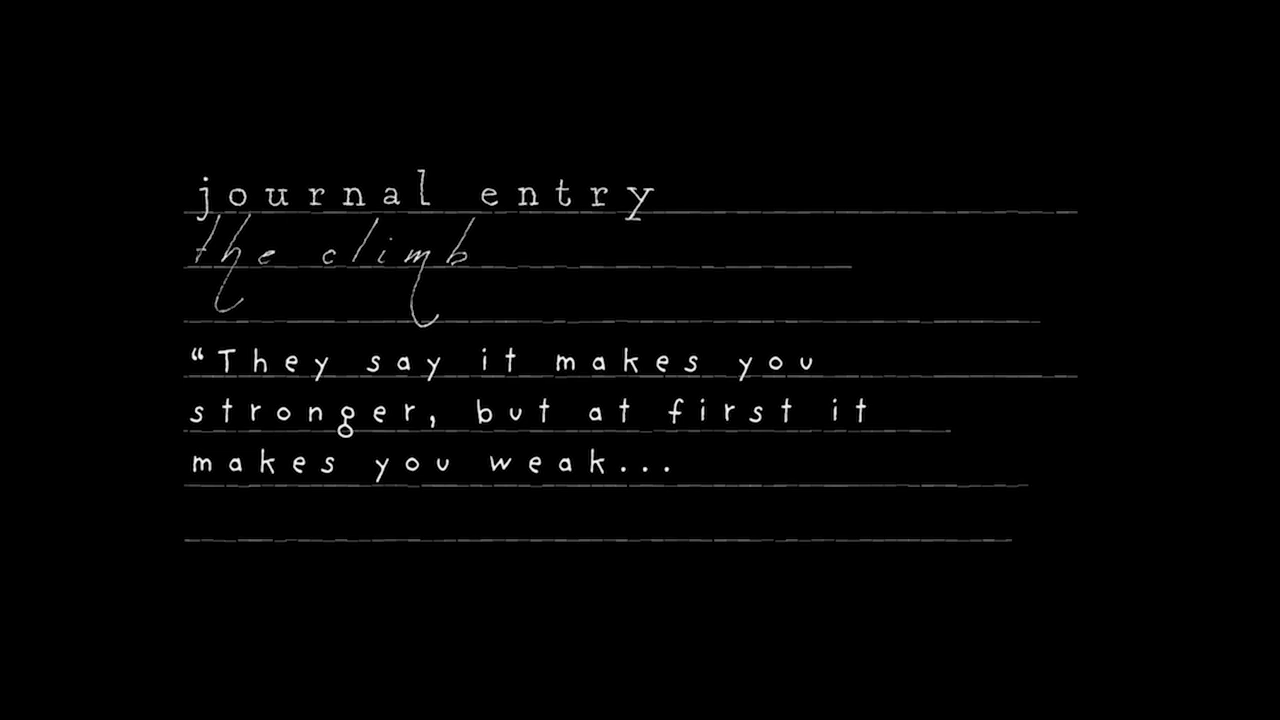 journal entry
the climb
“They say it makes you
stronger, but at first it
makes you weak...